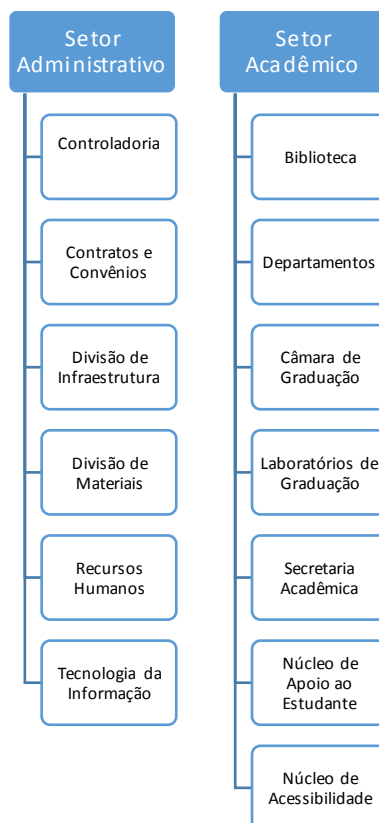 Setor
Administrativo
Controladoria
Contratos e
Convênios
Divisão de
Infraestrutura
Divisão de
Materiais
Recursos
Humanos
Tecnologia da
Informação
Setor
Acadêmico
Biblioteca
Departamentos
Câmara de
Graduação
Laboratórios de
Graduação
Secretaria
Acadêmica
Núcleo de
Apoio ao
Estudante
Núcleo de
Acessibilidade